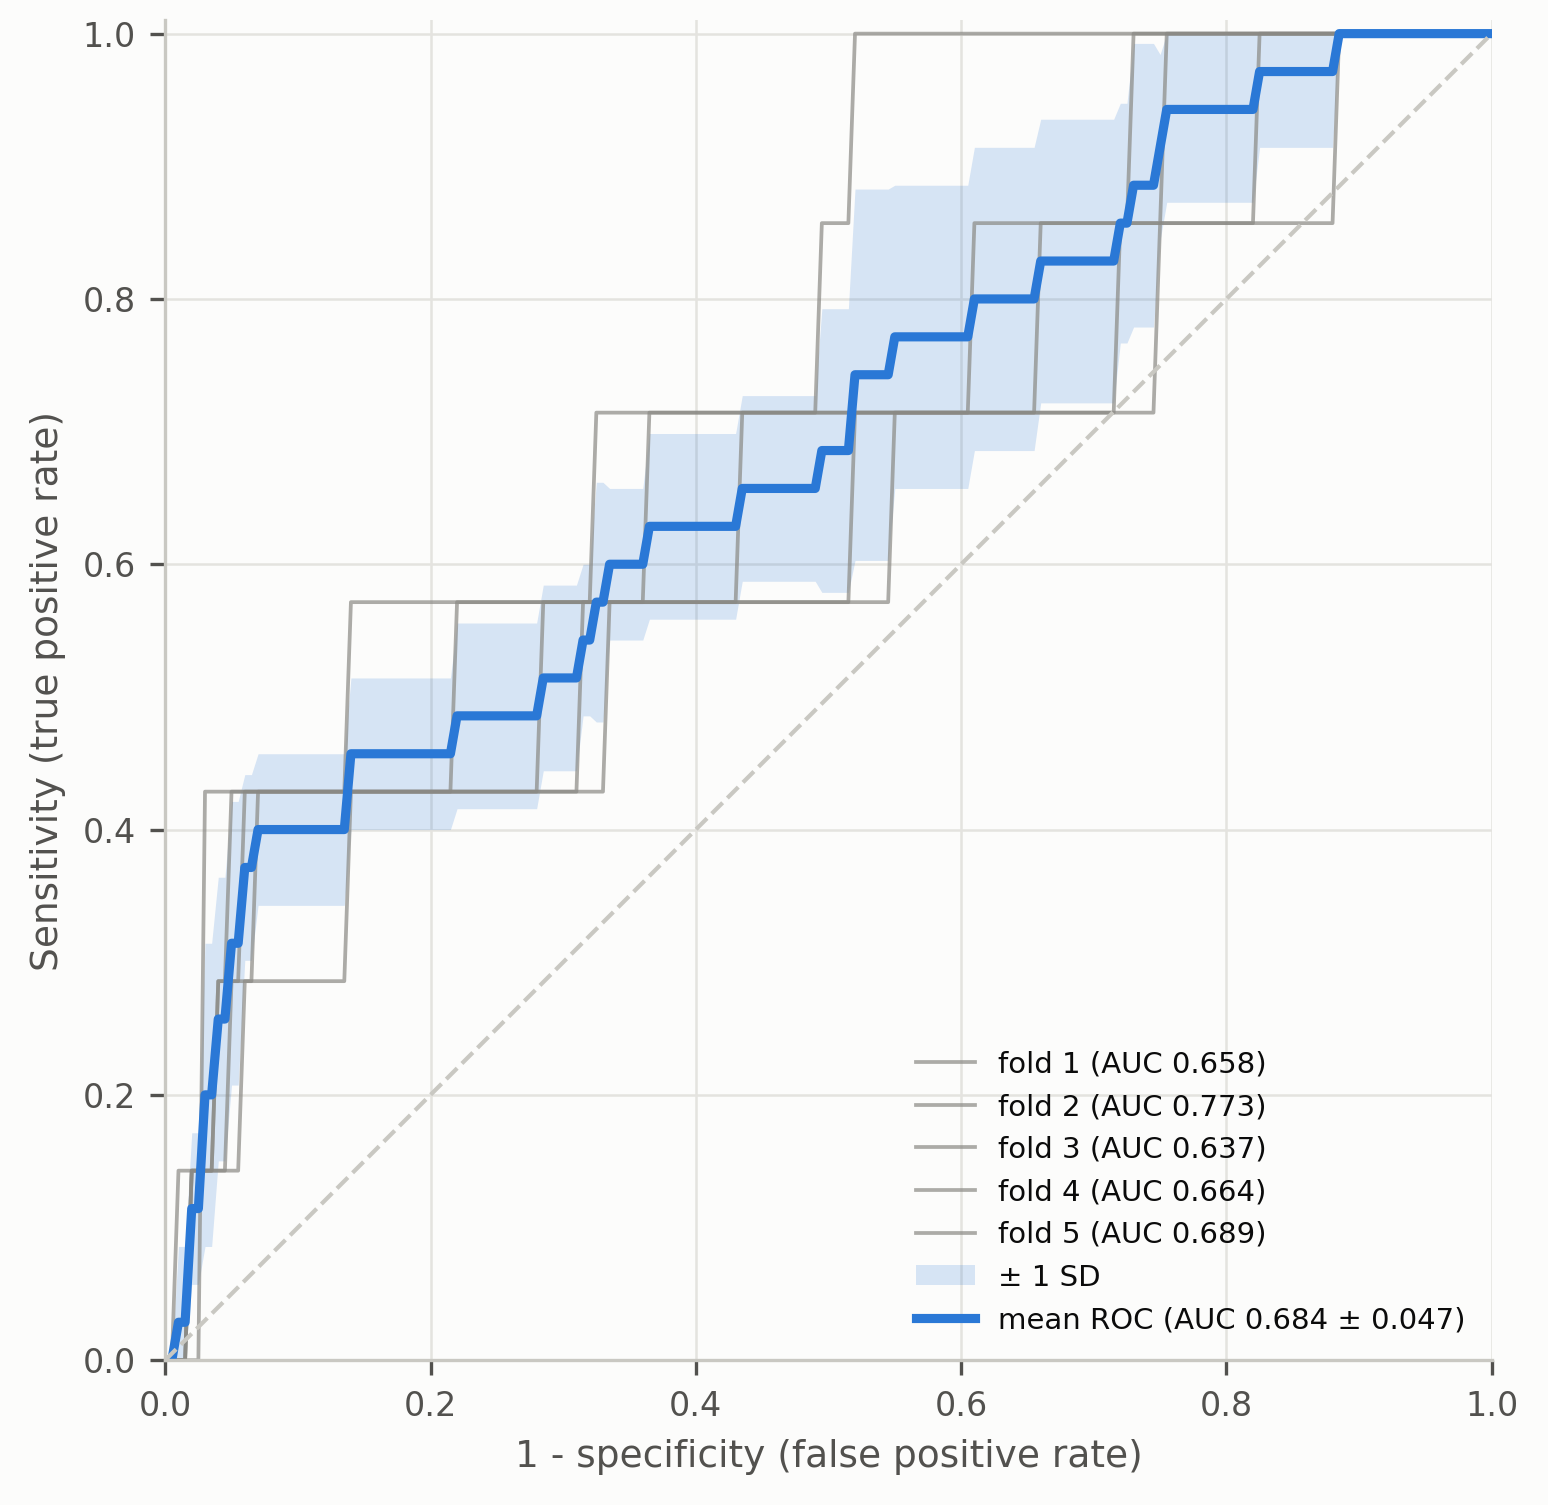 1.0
0.8
0.6
0.4
0.2
0.0
Sensitivity (true positive rate)
fold 1 (AUC 0.658)
fold 2 (AUC 0.773)
fold 3 (AUC 0.637)
fold 4 (AUC 0.664)
fold 5 (AUC 0.689)
± 1 SD
mean ROC (AUC 0.684 ± 0.047)
0.0 0.2 0.4 0.6 0.8 1.0
1 - specificity (false positive rate)